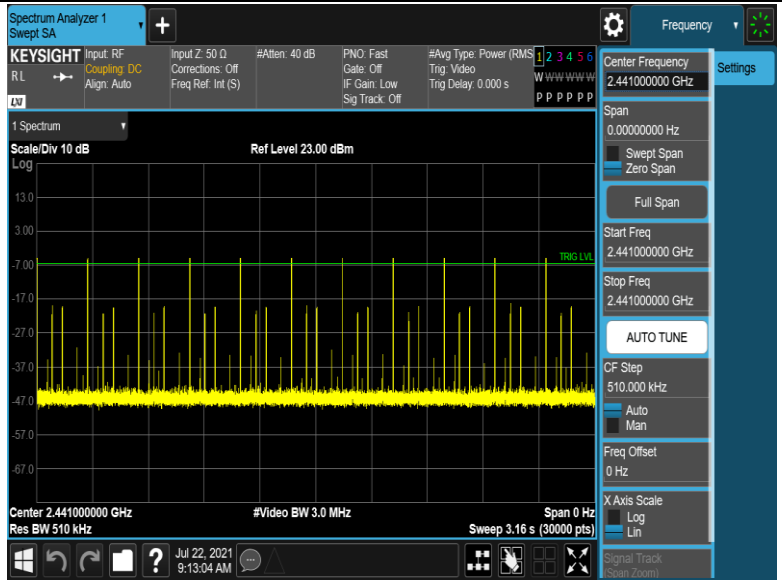 Spectrum Analyzer 1
Swept SA
Frequency
KEYSIGHT
RL
LXI
Input: RF
Coupling: DC
Align: Auto
Input Z: 50 Ω
Corrections: Off
Freq Ref: Int (S)
#Atten: 40 dB
PNO: Fast
Gate: Off
IF Gain: Low
Sig Track: Off
#Avg Type: Power (RMS
Trig: Video
Trig Delay: 0.000 s
1 2 3 4 5 6
W W W W W W
P P P P P P
1 Spectrum
Scale/Div 10 dB
Ref Level 23.00 dBm
Log
13.0
3.00
TRIG LVL
-7.00
-17.0
-27.0
-37.0
-47.0
-57.0
-67.0
Center 2.441000000 GHz
#Video BW 3.0 MHz
Span 0 Hz
Res BW 510 kHz
Sweep 3.16 s (30000 pts)
Jul 22, 2021
9:13:04 AM
?
Center Frequency
2.441000000 GHz
Settings
Span
0.00000000 Hz
Swept Span
Zero Span
Full Span
Start Freq
2.441000000 GHz
Stop Freq
2.441000000 GHz
AUTO TUNE
CF Step
510.000 kHz
Auto
Man
Freq Offset
0 Hz
X Axis Scale
Log
Lin
Signal Track
(Span Zoom)